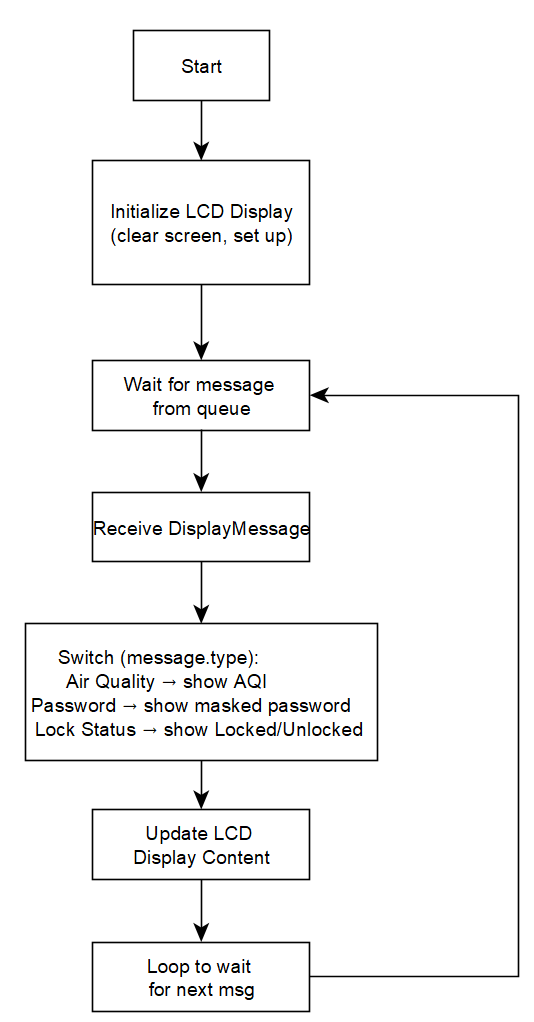 Start
Initialize LCD Display
(clear screen, set up)
Wait for message
from queue
Receive DisplayMessage
Switch (message.type):
Air Quality → show AQI
Password → show masked password
Lock Status → show Locked/Unlocked
Update LCD
Display Content
Loop to wait
for next msg